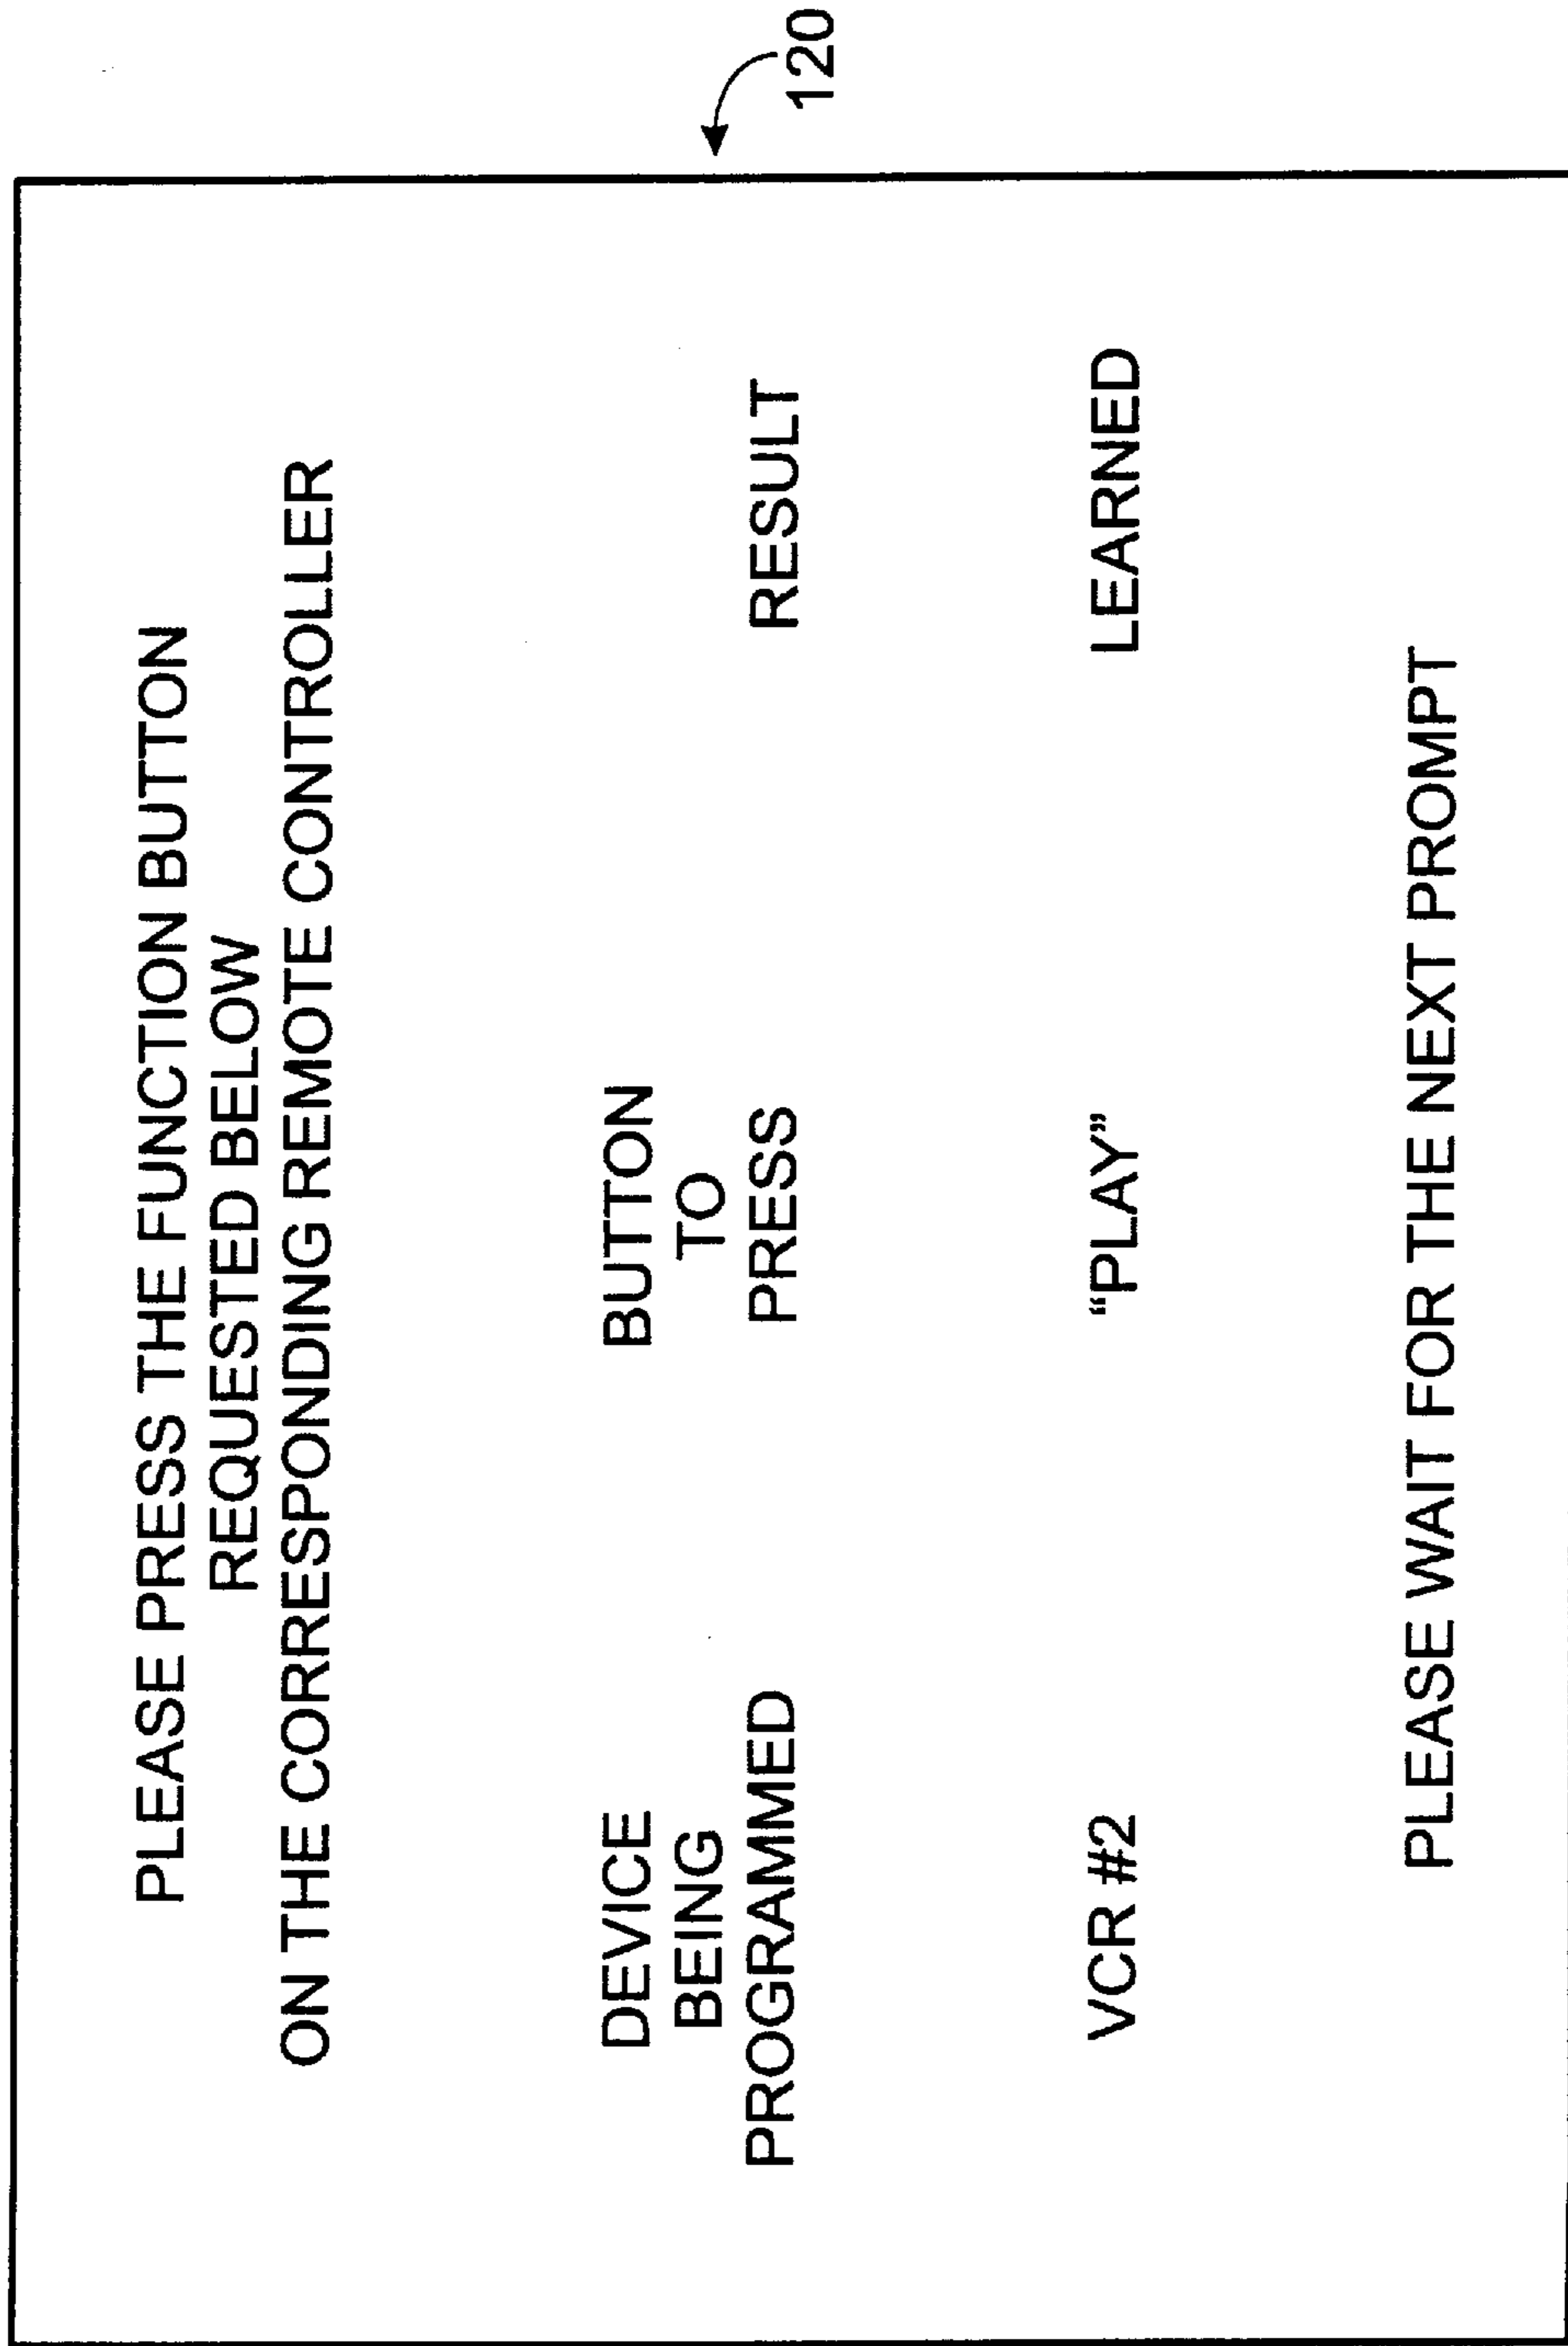 PLEASE PRESS THE FUNCTION BUTTON
REQUESTED BELOW
ON THE CORRESPONDING REMOTE CONTROLLER
DEVICE
BEING
PROGRAMMED
BUTTON
TO
PRESS
RESULT
VCR #2
“PLAY”
LEARNED
PLEASE WAIT FOR THE NEXT PROMPT
120